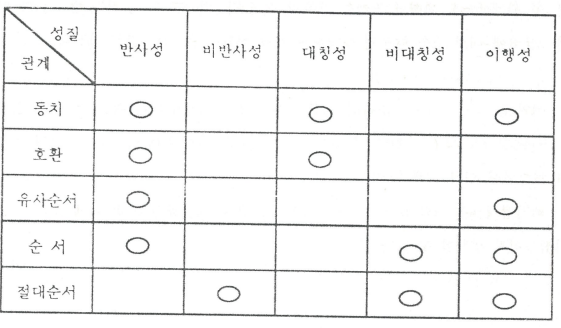 성질
관계
반사성 비반사성 대칭성 비대칭성 이행성
동치 ○ ○ ○
호환 ○ ○
유사순서 ○ ○
순서 ○ ○ ○
절대순서 ○ ○ ○